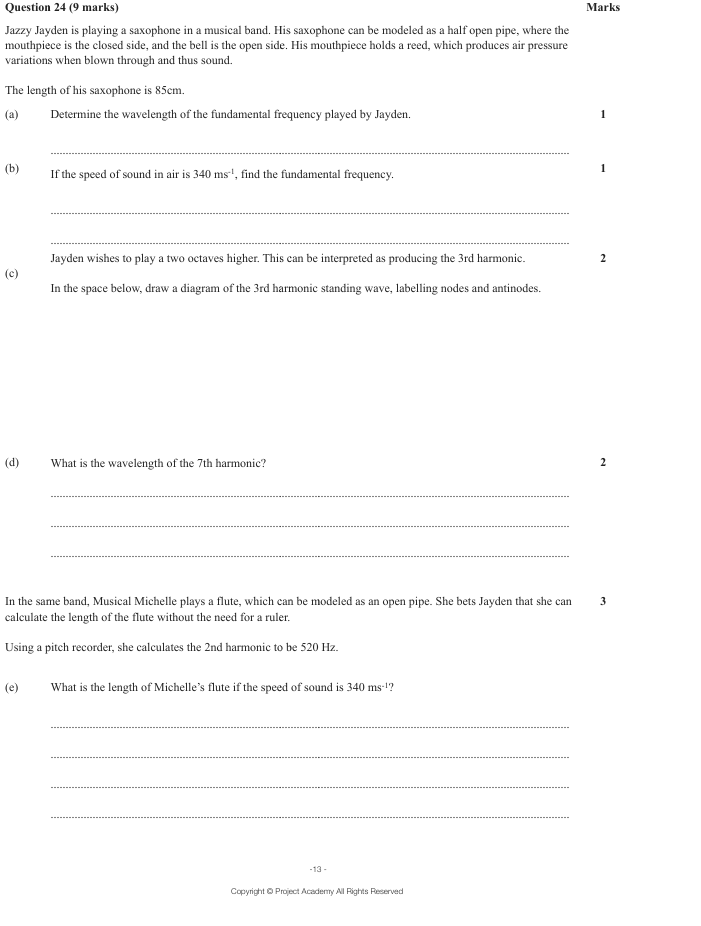 Question 24 (9 marks) Marks
Jazzy Jayden is playing a saxophone in a musical band. His saxophone can be modeled as a half open pipe, where the
mouthpiece is the closed side, and the bell is the open side. His mouthpiece holds a reed, which produces air pressure
variations when blown through and thus sound.
The length of his saxophone is 85cm.
(a) Determine the wavelength of the fundamental frequency played by Jayden. 1
(b) If the speed of sound in air is 340 ms⁻¹, find the fundamental frequency. 1
Jayden wishes to play a two octaves higher. This can be interpreted as producing the 3rd harmonic. 2
(c)
In the space below, draw a diagram of the 3rd harmonic standing wave, labelling nodes and antinodes.
(d) What is the wavelength of the 7th harmonic? 2
In the same band, Musical Michelle plays a flute, which can be modeled as an open pipe. She bets Jayden that she can 3
calculate the length of the flute without the need for a ruler.
Using a pitch recorder, she calculates the 2nd harmonic to be 520 Hz.
(e) What is the length of Michelle's flute if the speed of sound is 340 ms⁻¹?
-13 -
Copyright © Project Academy All Rights Reserved